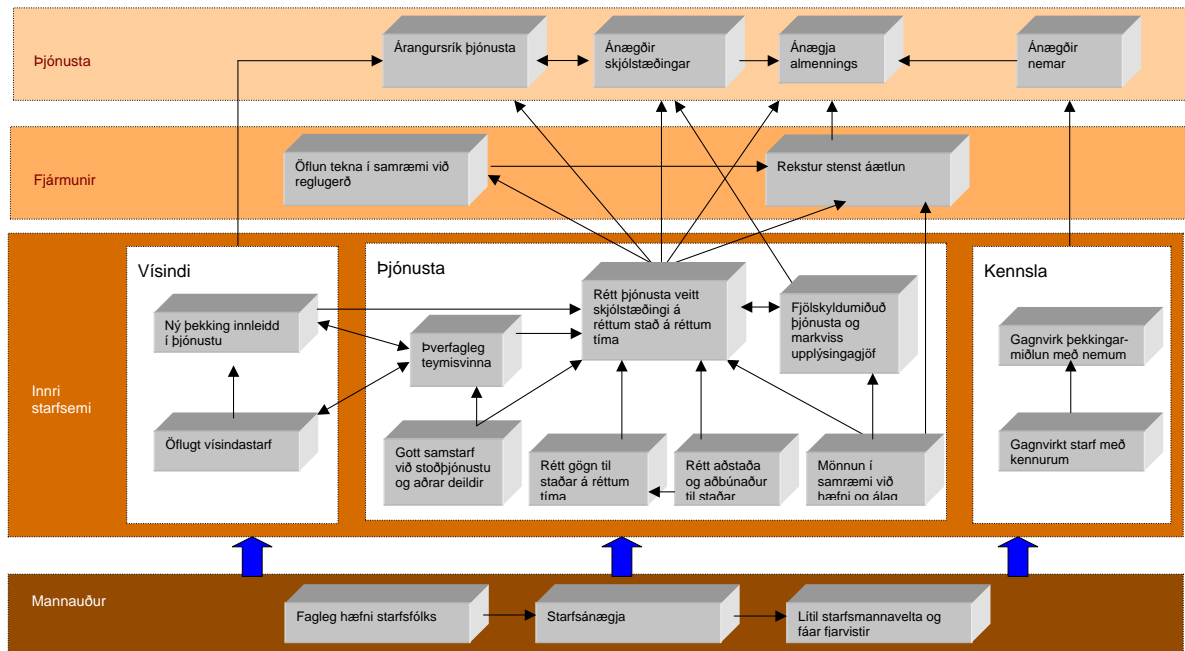 Þjónusta
Árangursrík þjónusta
Ánægðir
skjólstæðingar
Ánægja
almennings
Ánægðir
nemar
Fjármunir
Öflun tekna í samræmi við
reglugerð
Rekstur stenst áætlun
Innri
starfsemi
Vísindi
Ný þekking innleidd
í þjónustu
Öflugt vísindastarf
Þjónusta
Rétt þjónusta veitt
skjólstæðingi á
réttum stað á réttum
tíma
Fjölskyldumiðuð
þjónusta og
markviss
upplýsingagjöf
Þverfagleg
teymisvinna
Gott samstarf
við stoðþjónustu
og aðrar deildir
Rétt gögn til
staðar á réttum
tíma
Rétt aðstaða
og aðbúnaður
til staðar
Mönnun í
samræmi við
hæfni og álag
Kennsla
Gagnvirk þekkingar-
miðlun með nemum
Gagnvirkt starf með
kennurum
Mannauður
Fagleg hæfni starfsfólks
Starfsánægja
Lítil starfsmannavelta og
fáar fjarvistir